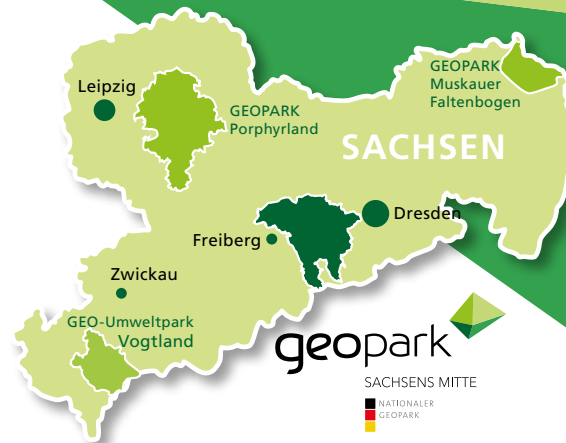 Leipzig
GEOPARK
Porphyrland
GEOPARK
Muskauer
Faltenbogen
SACHSEN
Dresden
Freiberg
Zwickau
GEO-Umweltpark
Vogtland
geopark
SACHSENS MITTE
NATIONALER
GEOPARK